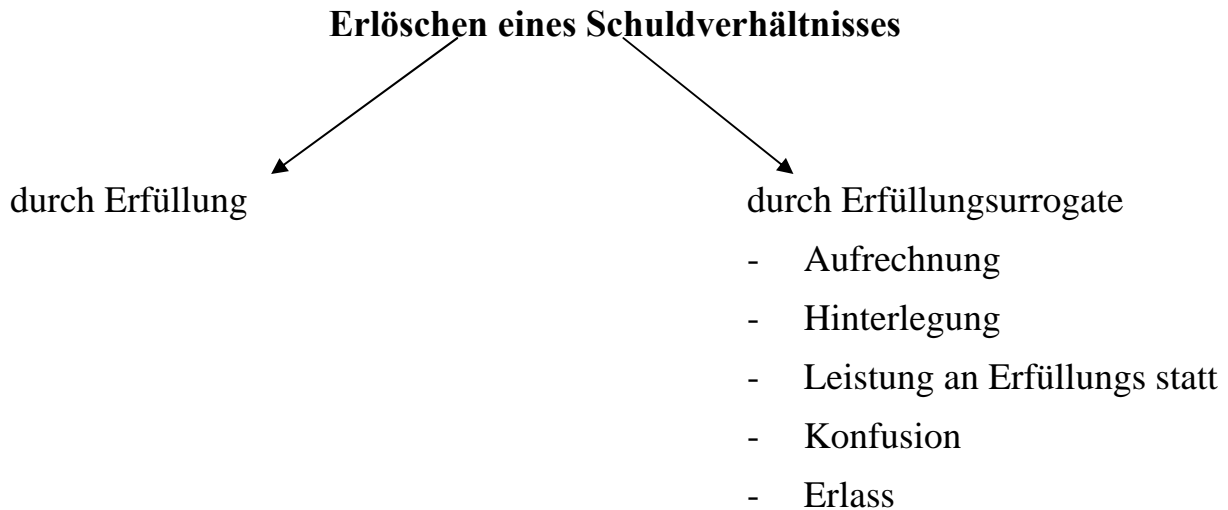 Erlöschen eines Schuldverhältnisses
durch Erfüllung
durch Erfüllungsurrogate
- Aufrechnung
- Hinterlegung
- Leistung an Erfüllungs statt
- Konfusion
- Erlass